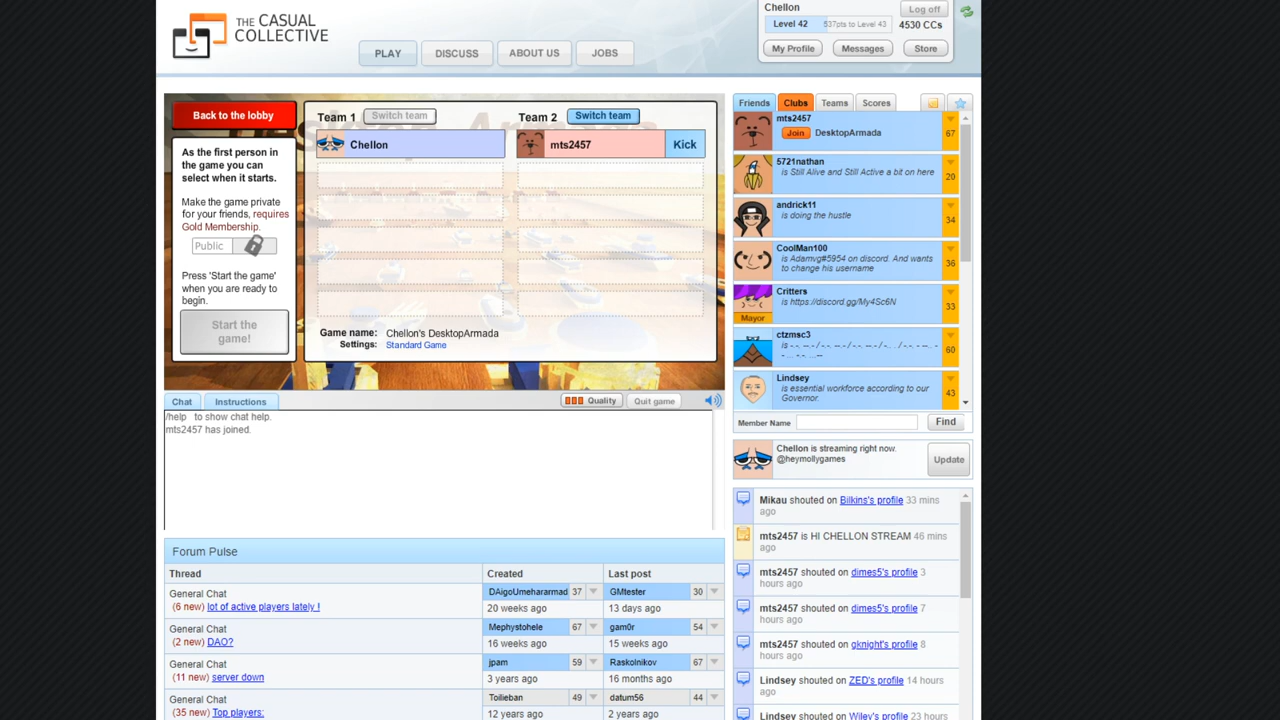 THE CASUAL
COLLECTIVE
PLAY
DISCUSS
ABOUT US
JOBS
Chellon
Log off
Level 42
537pts to Level 43
4530 CCs
My Profile
Messages
Store
Back to the lobby
As the first person in
the game you can
select when it starts.
Make the game private
for your friends, requires
Gold Membership.
Public
Press 'Start the game'
when you are ready to
begin.
Start the
game!
Team 1
Switch team
Team 2
Switch team
Chellon
mts2457
Kick
Game name: Chellon's DesktopArmada
Settings: Standard Game
Chat
Instructions
Quality
Quit game
/help to show chat help.
mts2457 has joined.
Friends
Clubs
Teams
Scores
mts2457
Join DesktopArmada
67
5721nathan
is Still Alive and Still Active a bit on here
20
andrick11
is doing the hustle
34
CoolMan100
is Adamvg#5954 on discord. And wants
to change his username
36
Critters
is https://discord.gg/My4Sc6N
Mayor
33
ctzmsc3
60
Lindsey
is essential workforce according to our
Governor.
43
Member Name
Find
Chellon is streaming right now.
@heymollygames
Update
Mikau shouted on Bilkins's profile 33 mins
ago
mts2457 is HI CHELLON STREAM 46 mins
ago
mts2457 shouted on dimes5's profile 3
hours ago
mts2457 shouted on dimes5's profile 7
hours ago
mts2457 shouted on gknight's profile 8
hours ago
Lindsey shouted on ZED's profile 14 hours
ago
Lindsey shouted on Wiley's profile 23 hours
Forum Pulse
Thread
Created
Last post
General Chat
(6 new) lot of active players lately !
DAigoUmehararmad 37
20 weeks ago
GMtester 30
13 days ago
General Chat
(2 new) DAO?
Mephystohele 67
16 weeks ago
gam0r 54
15 weeks ago
General Chat
(11 new) server down
jpam 59
3 years ago
Raskolnikov 67
16 months ago
General Chat
(35 new) Top players:
Toilieban 49
12 years ago
datum56 44
2 years ago